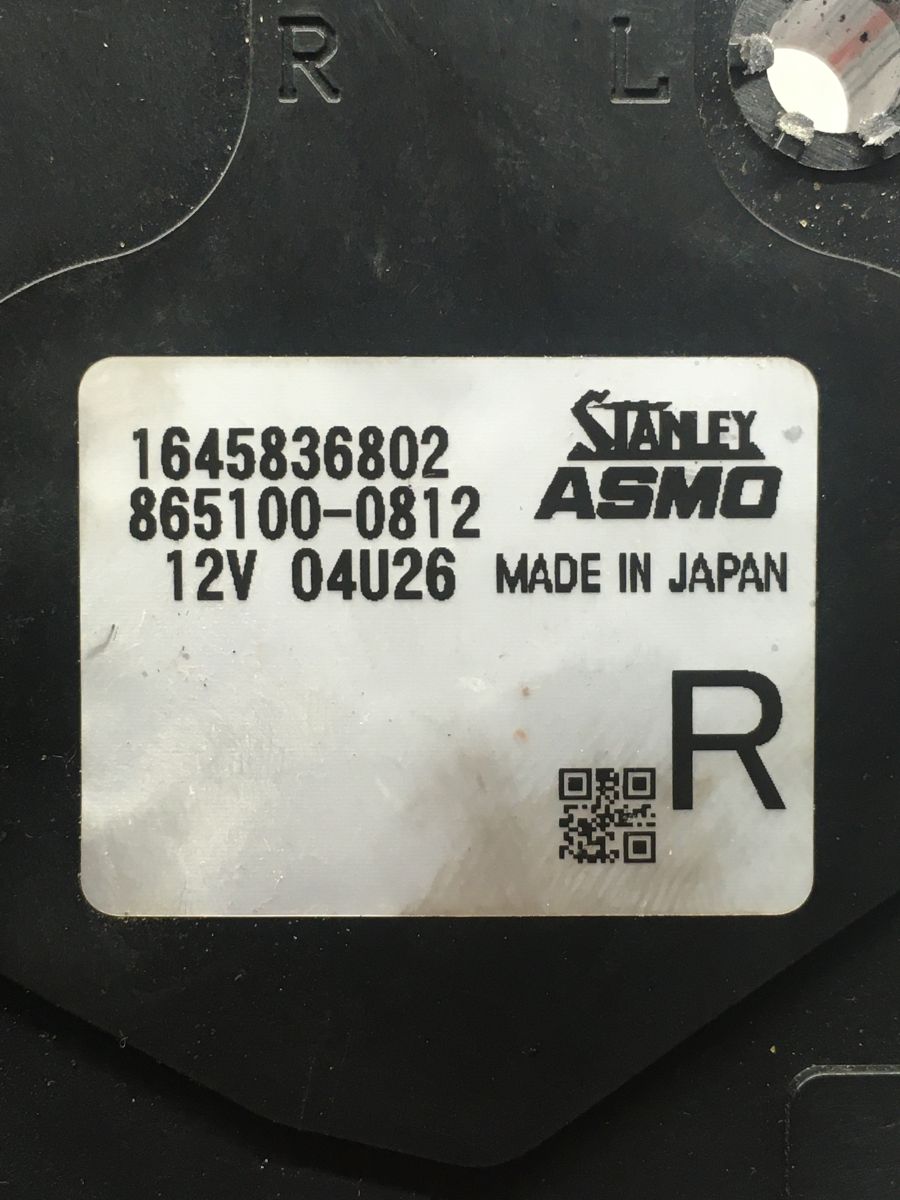 R L
1645836802
865100-0812
12V 04U26
STANLEY
ASMO
MADE IN JAPAN
R